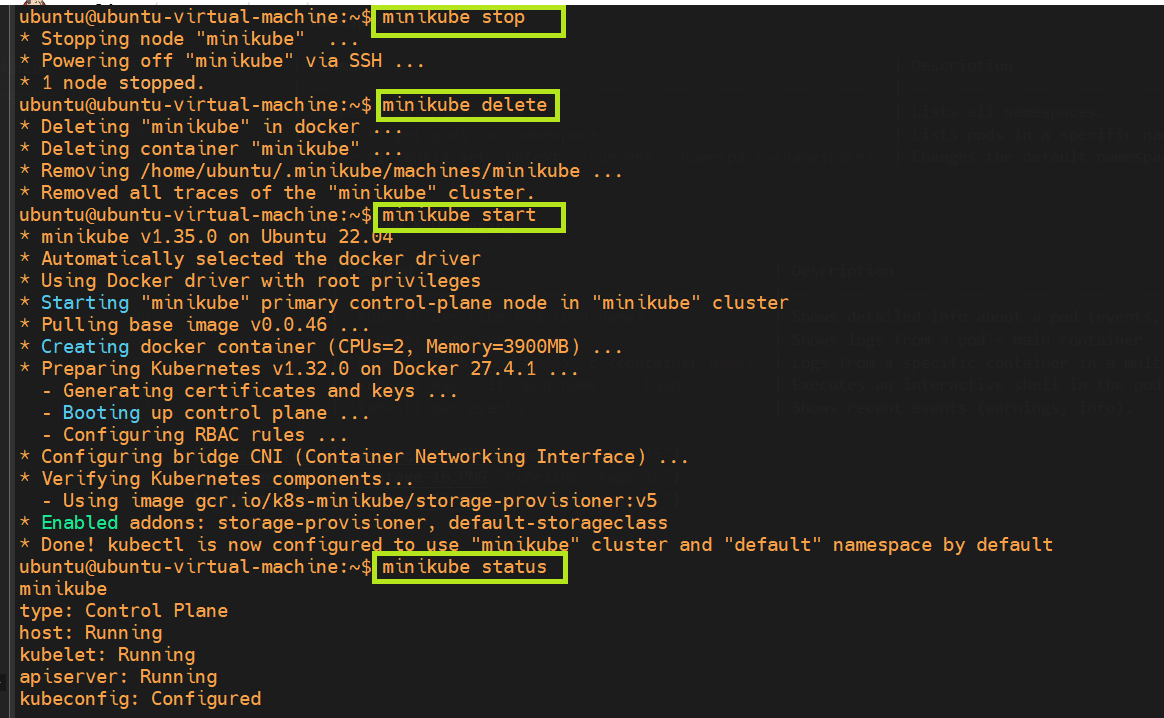 ubuntu@ubuntu-virtual-machine:~$ minikube stop
* Stopping node "minikube"  ...
* Powering off "minikube" via SSH ...
* 1 node stopped.
ubuntu@ubuntu-virtual-machine:~$ minikube delete
* Deleting "minikube" in docker ...
* Deleting container "minikube" ...
* Removing /home/ubuntu/.minikube/machines/minikube ...
* Removed all traces of the "minikube" cluster.
ubuntu@ubuntu-virtual-machine:~$ minikube start
* minikube v1.35.0 on Ubuntu 22.04
* Automatically selected the docker driver
* Using Docker driver with root privileges
* Starting "minikube" primary control-plane node in "minikube" cluster
* Pulling base image v0.0.46 ...
* Creating docker container (CPUs=2, Memory=3900MB) ...
* Preparing Kubernetes v1.32.0 on Docker 27.4.1 ...
  - Generating certificates and keys ...
  - Booting up control plane ...
  - Configuring RBAC rules ...
* Configuring bridge CNI (Container Networking Interface) ...
* Verifying Kubernetes components...
  - Using image gcr.io/k8s-minikube/storage-provisioner:v5
* Enabled addons: storage-provisioner, default-storageclass
* Done! kubectl is now configured to use "minikube" cluster and "default" namespace by default
ubuntu@ubuntu-virtual-machine:~$ minikube status
minikube
type: Control Plane
host: Running
kubelet: Running
apiserver: Running
kubeconfig: Configured